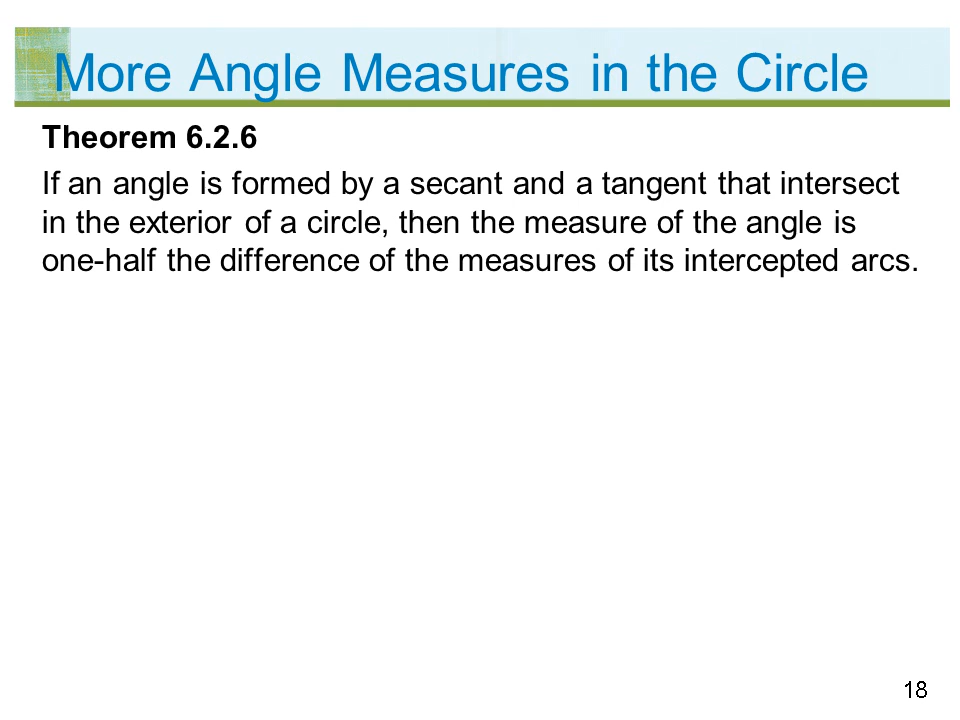 More Angle Measures in the Circle
Theorem 6.2.6
If an angle is formed by a secant and a tangent that intersect
in the exterior of a circle, then the measure of the angle is
one-half the difference of the measures of its intercepted arcs.
18